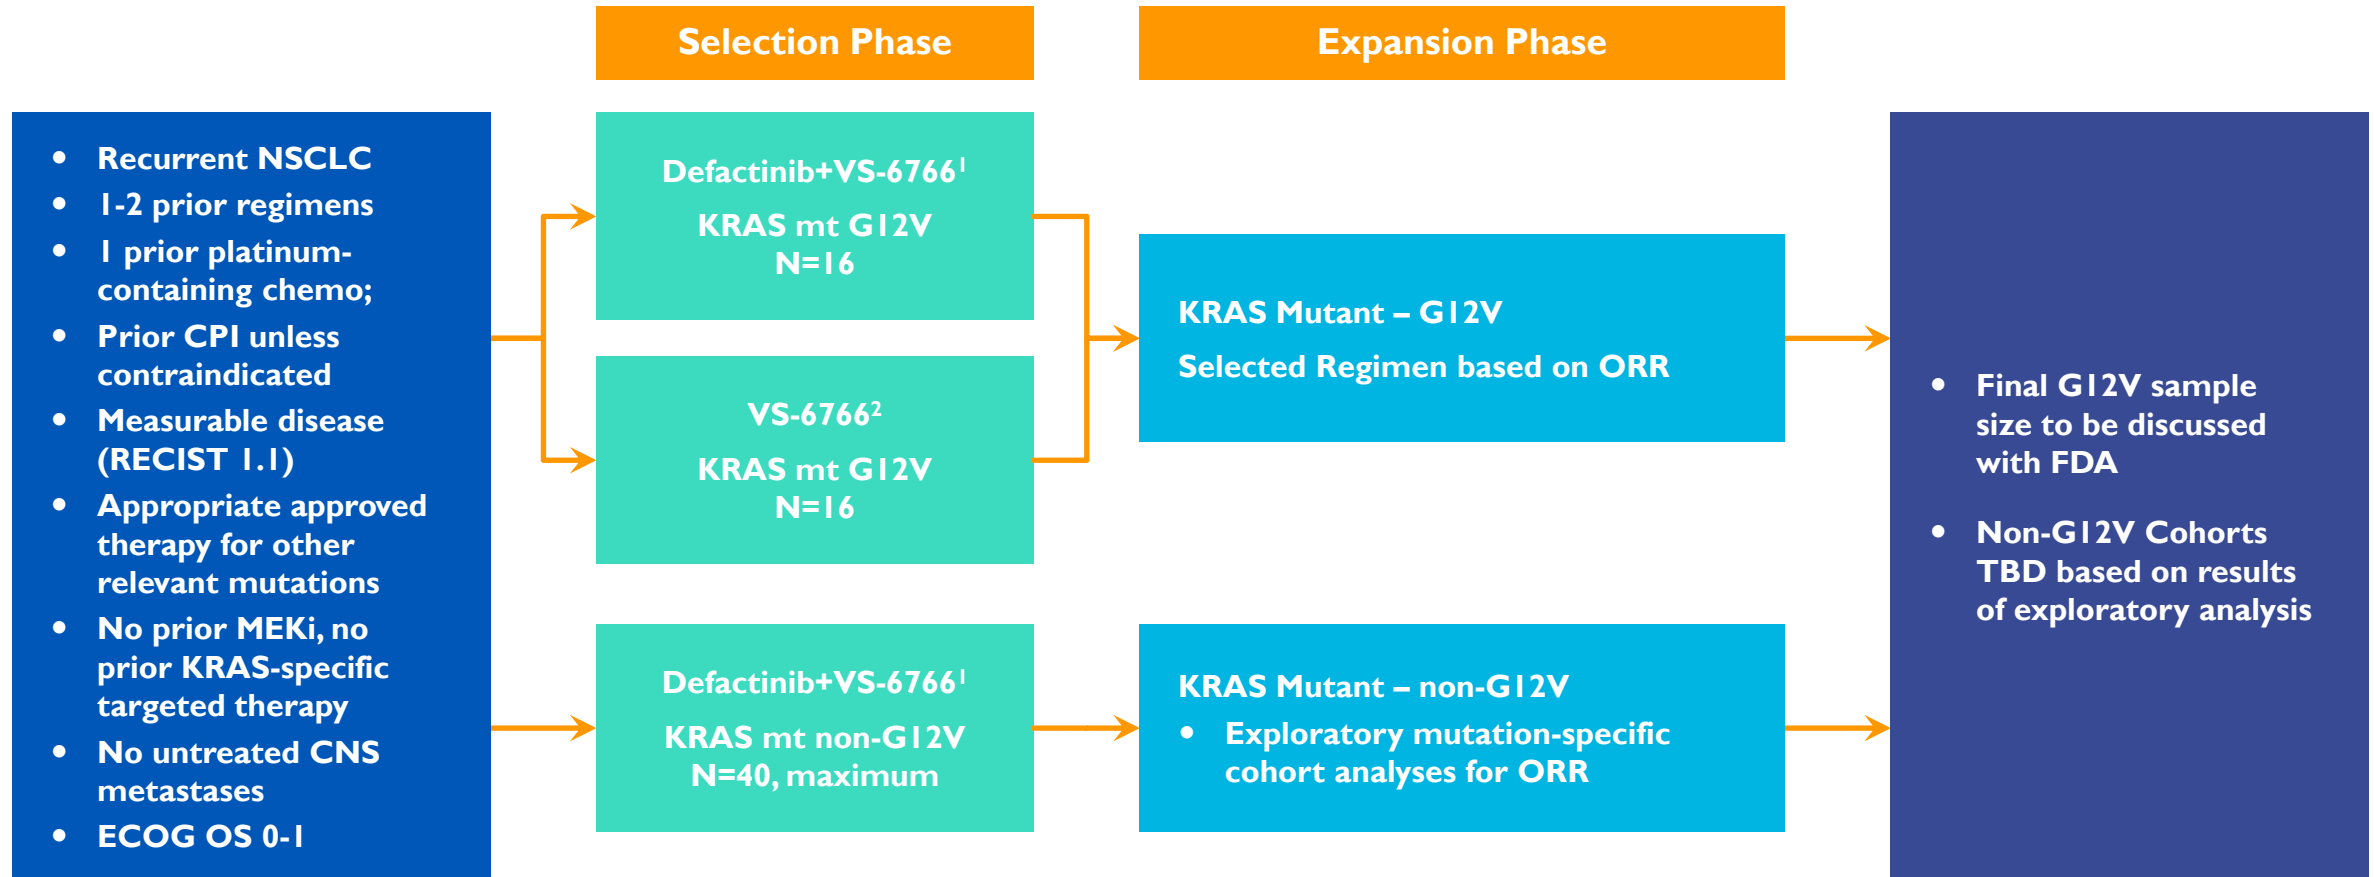 Selection Phase
Expansion Phase
• Recurrent NSCLC
• 1-2 prior regimens
• 1 prior platinum-
containing chemo;
• Prior CPI unless
contraindicated
• Measurable disease
(RECIST 1.1)
• Appropriate approved
therapy for other
relevant mutations
• No prior MEKi, no
prior KRAS-specific
targeted therapy
• No untreated CNS
metastases
• ECOG OS 0-1
Defactinib+VS-6766¹
KRAS mt G12V
N=16
VS-6766²
KRAS mt G12V
N=16
Defactinib+VS-6766¹
KRAS mt non-G12V
N=40, maximum
KRAS Mutant – G12V
Selected Regimen based on ORR
KRAS Mutant – non-G12V
• Exploratory mutation-specific
cohort analyses for ORR
• Final G12V sample
size to be discussed
with FDA
• Non-G12V Cohorts
TBD based on results
of exploratory analysis